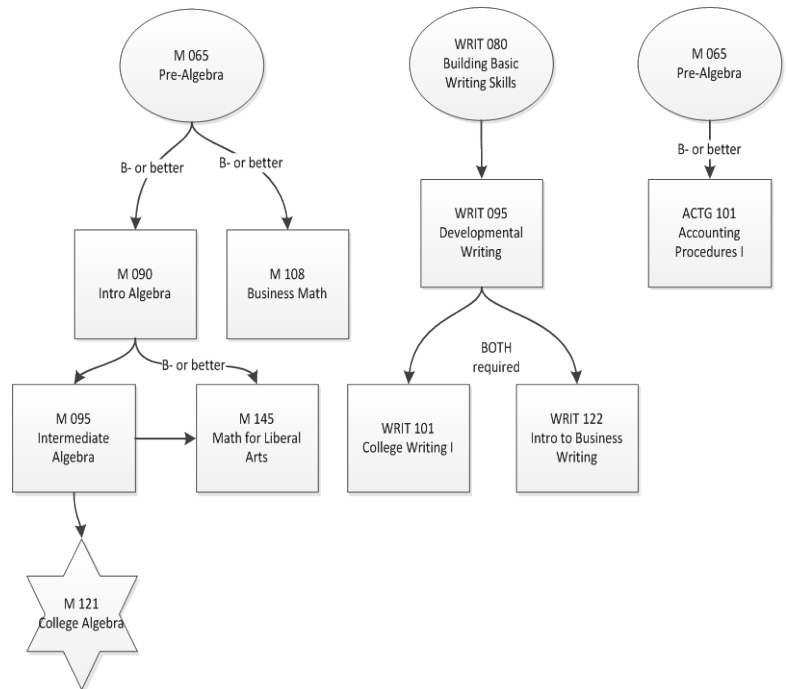 M 065
Pre-Algebra
WRIT 080
Building Basic
Writing Skills
M 065
Pre-Algebra
B- or better
B- or better
B- or better
WRIT 095
Developmental
Writing
ACTG 101
Accounting
Procedures I
M 090
Intro Algebra
M 108
Business Math
BOTH
required
B- or better
M 095
Intermediate
Algebra
M 145
Math for Liberal
Arts
WRIT 101
College Writing I
WRIT 122
Intro to Business
Writing
M 121
College Algebra